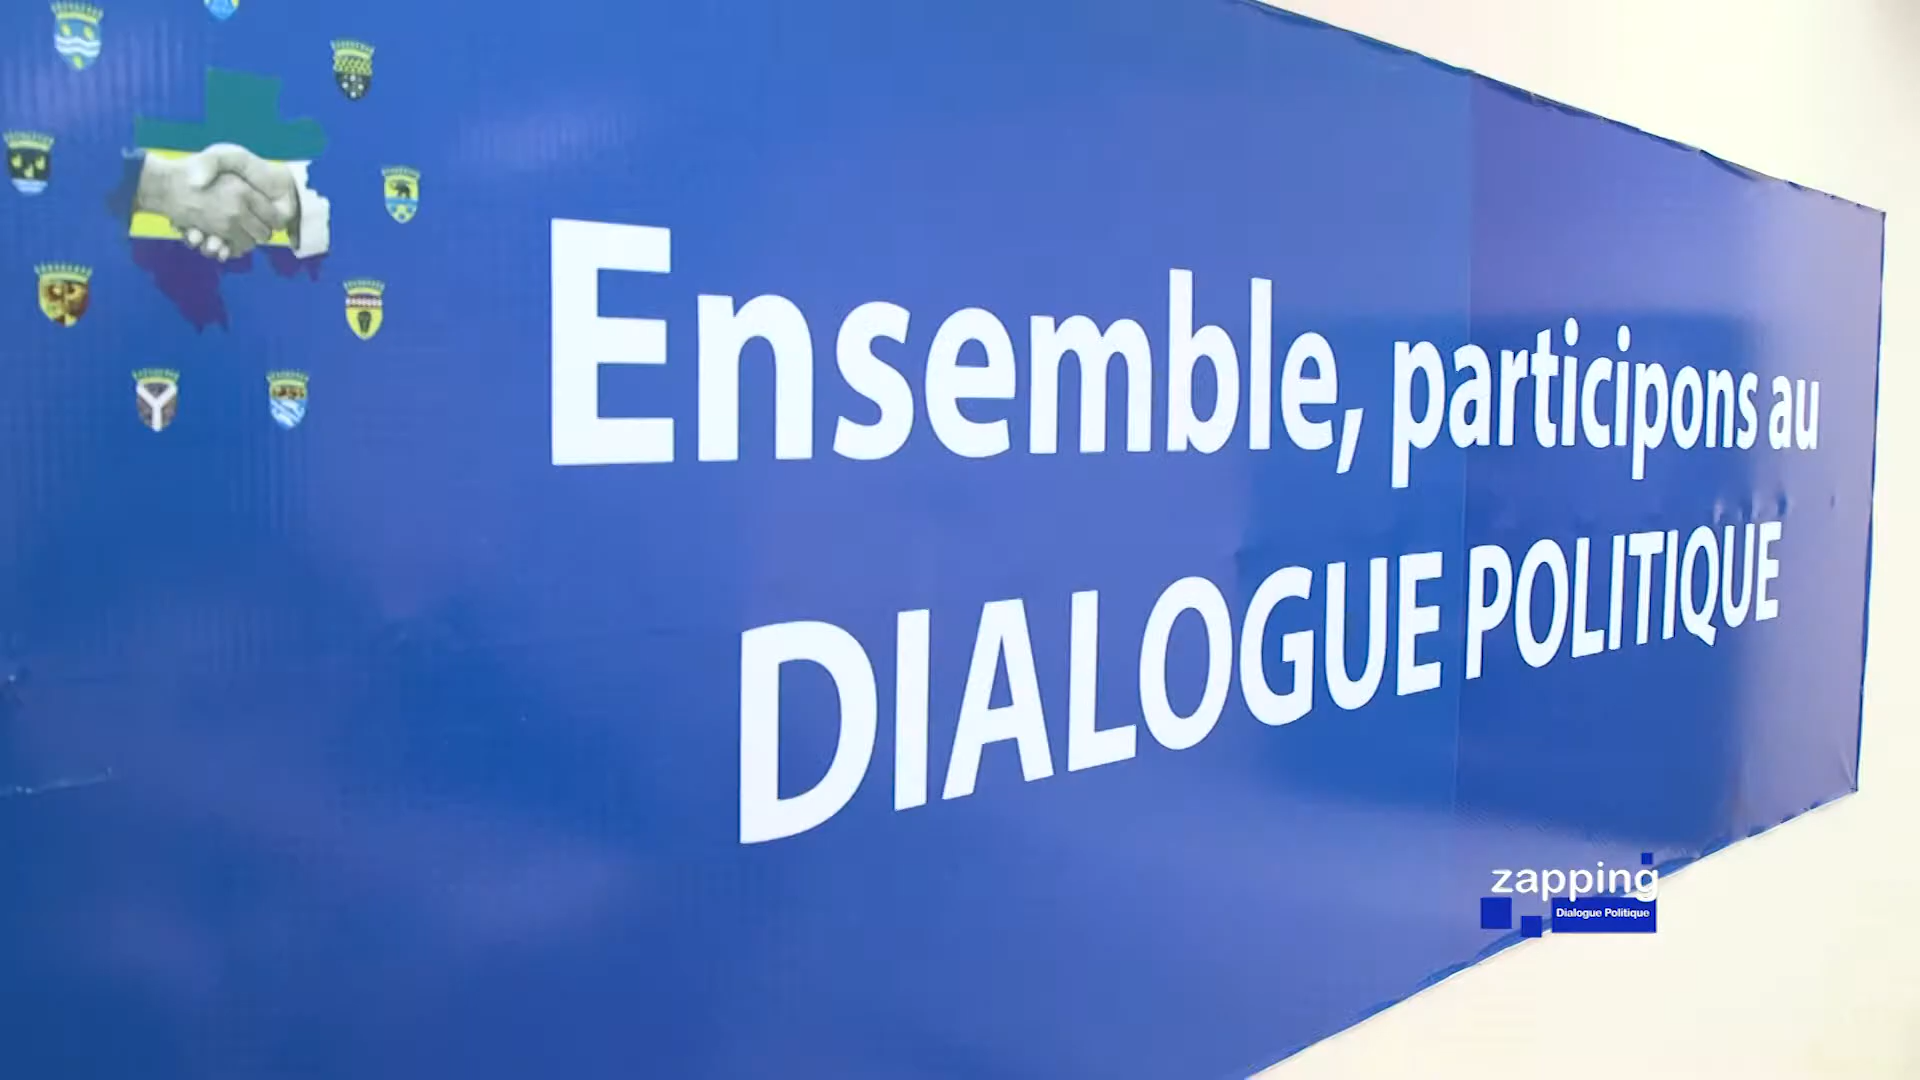 Ensemble, participons au
DIALOGUE POLITIQUE
zapping
Dialogue Politique